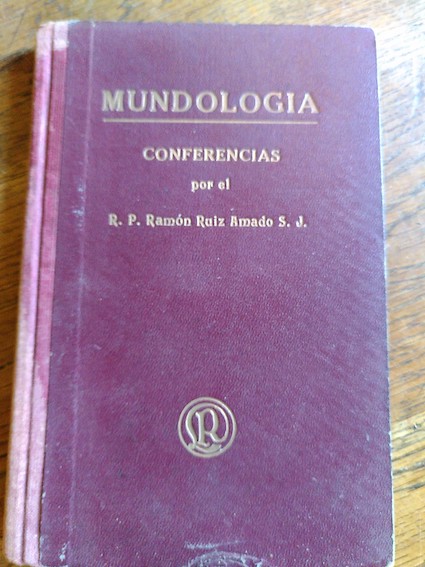 MUNDOLOGIA
CONFERENCIAS
por el
R. P. Ramón Ruiz Amado S. J.